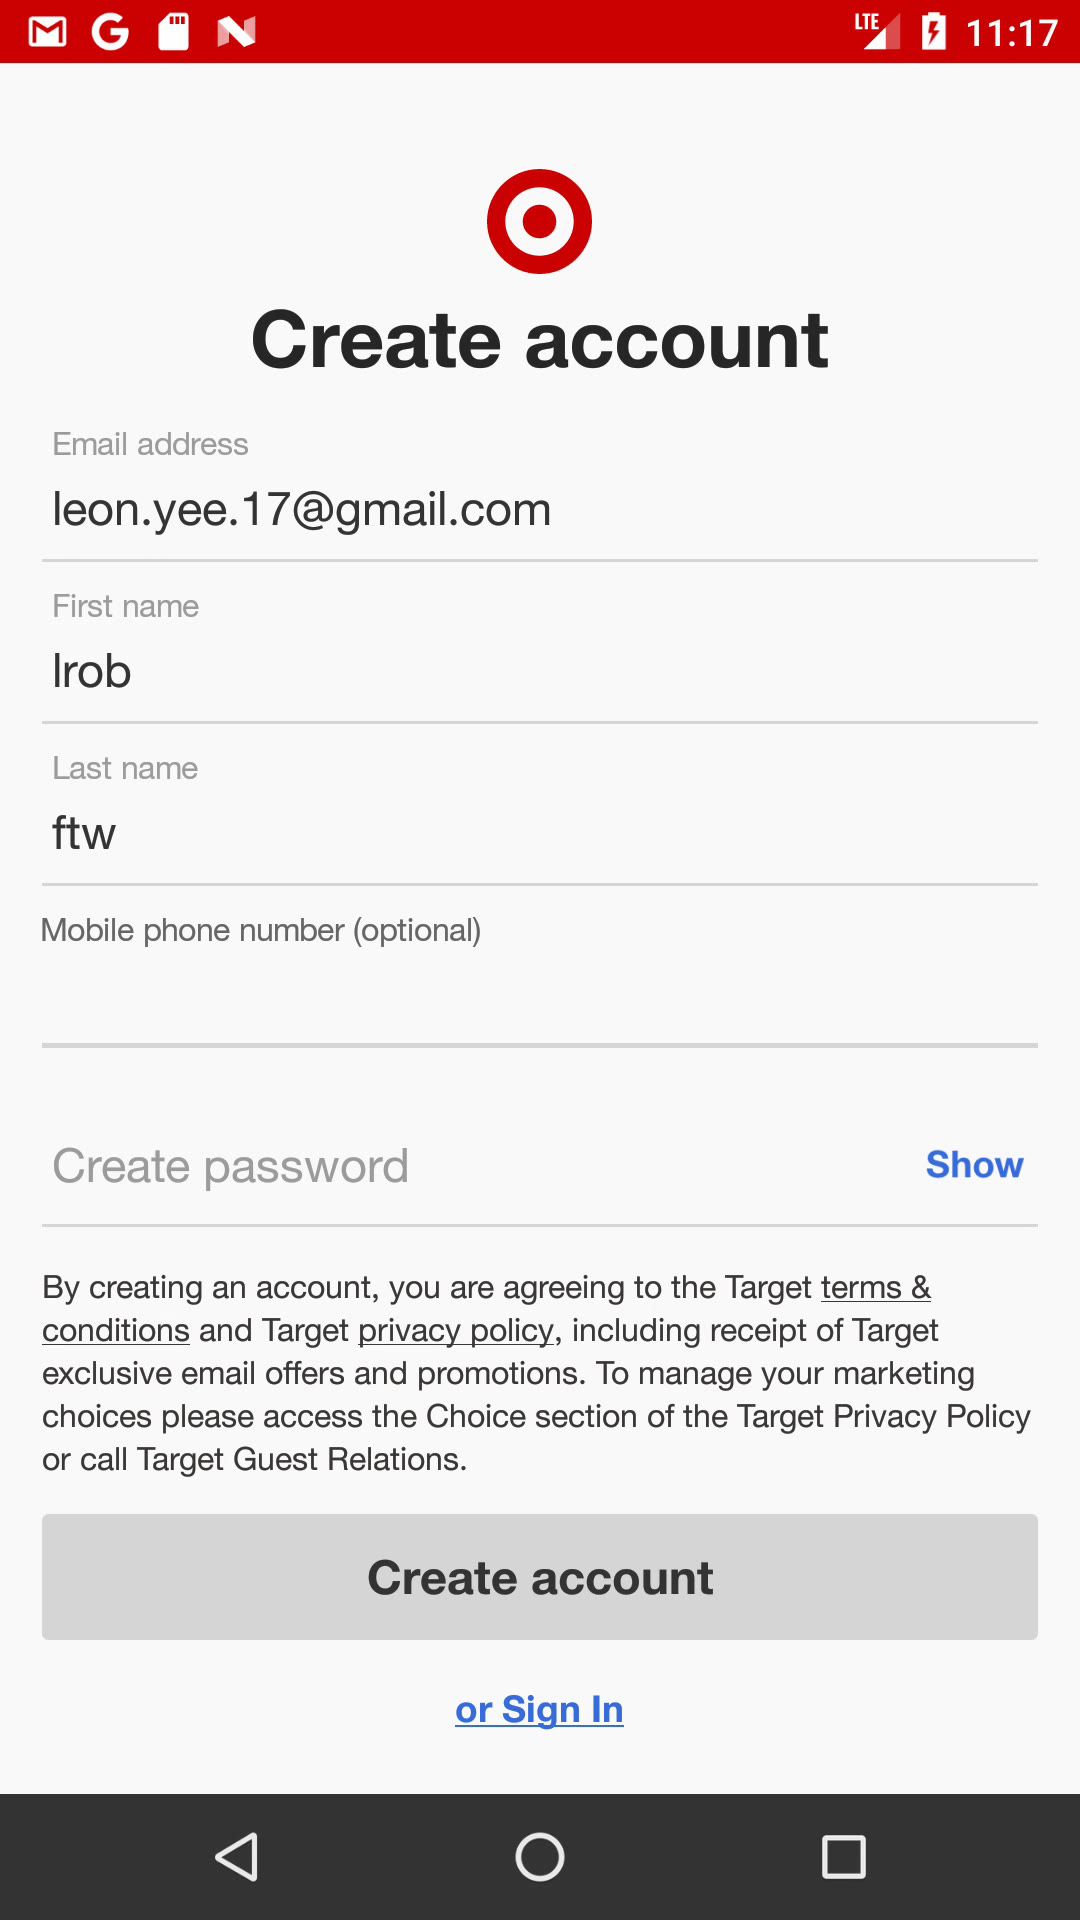 LTE 11:17
Create account
Email address
leon.yee.17@gmail.com
First name
lrob
Last name
ftw
Mobile phone number (optional)
Create password Show
By creating an account, you are agreeing to the Target terms &
conditions and Target privacy policy, including receipt of Target
exclusive email offers and promotions. To manage your marketing
choices please access the Choice section of the Target Privacy Policy
or call Target Guest Relations.
Create account
or Sign In